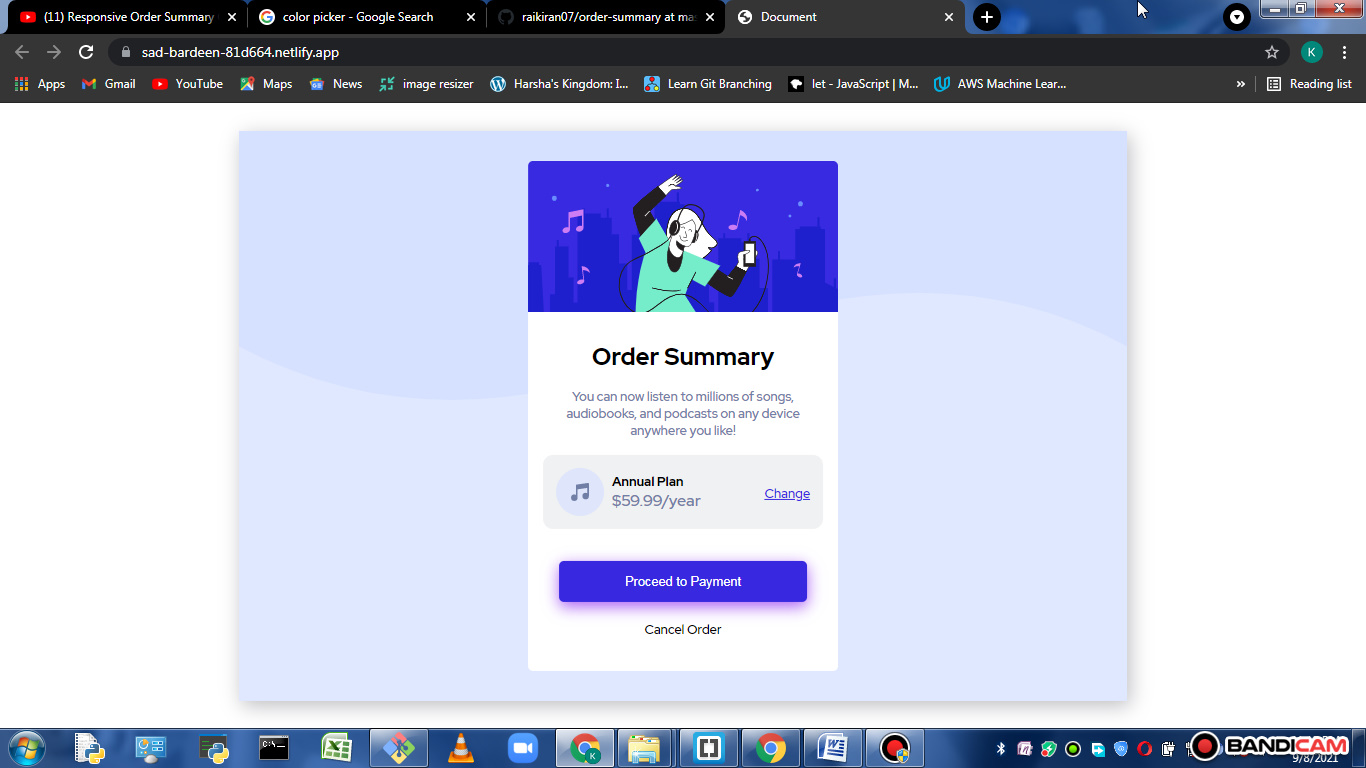 (11) Responsive Order Summary
color picker - Google Search
raikiran07/order-summary at mas
Document
sad-bardeen-81d664.netlify.app
K
Apps
Gmail
YouTube
Maps
News
image resizer
Harsha's Kingdom: I...
Learn Git Branching
let - JavaScript | M...
AWS Machine Lear...
»
Reading list
Order Summary
You can now listen to millions of songs,
audiobooks, and podcasts on any device
anywhere you like!
Annual Plan
$59.99/year
Change
Proceed to Payment
Cancel Order
BANDICAM
9/8/2021